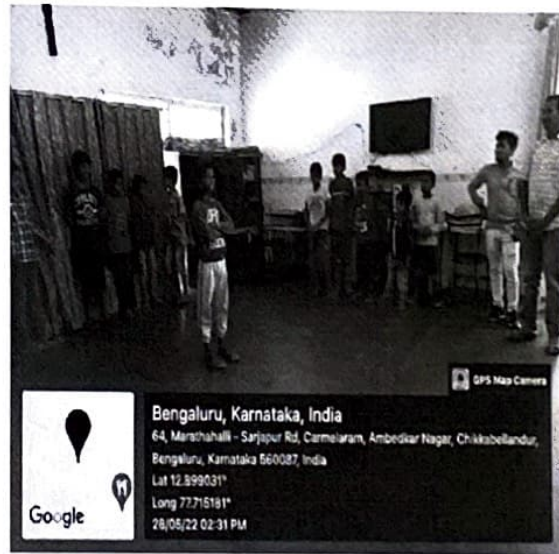 GPS Map Camera
Bengaluru, Karnataka, India
64, Marathahalli - Sarjapur Rd, Carmelaram, Ambedkar Nagar, Chikkabellandur,
Bengaluru, Karnataka 560087, India
Lat 12.899031°
Long 77.715181°
28/05/22 02:31 PM
Google